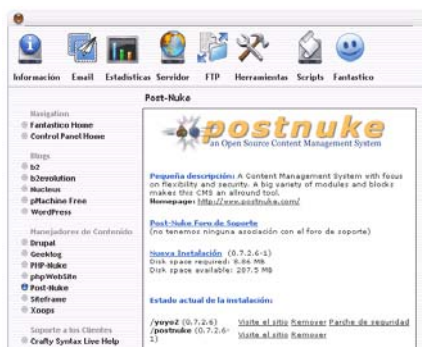 Información Email Estadísticas Servidor FTP Herramientas Scripts Fantastico
Post-Nuke
Navigation
Fantastico Home
Control Panel Home
Blogs
b2
b2evolution
Nucleus
pMachine Free
WordPress
Manejadores de Contenido
Drupal
Geeklog
PHP-Nuke
phpWebSite
Post-Nuke
SReframe
Xoops
Soporte a los Clientes
Crafty Syntax Live Help
postnuke
an Open Source Content Management System
Pequeña descripción: A Content Management System with focus
on flexibility and security. A big variety of modules and blocks
makes this CMS an allround tool.
Homepage: http://www.postnuke.com/
Post-Nuke Foro de Soporte
(no tenemos ninguna asociación con el foro de soporte)
Nueva Instalación (0.7.2.6-1)
Disk space required: 8.86 MB
Disk space available: 207.5 MB
Estado actual de la instalación:
/yoyo2 (0.7.2.6) Visite el sitio Remover Parche de seguridad
/postnuke (0.7.2.6-
1) Visite el sitio Remover